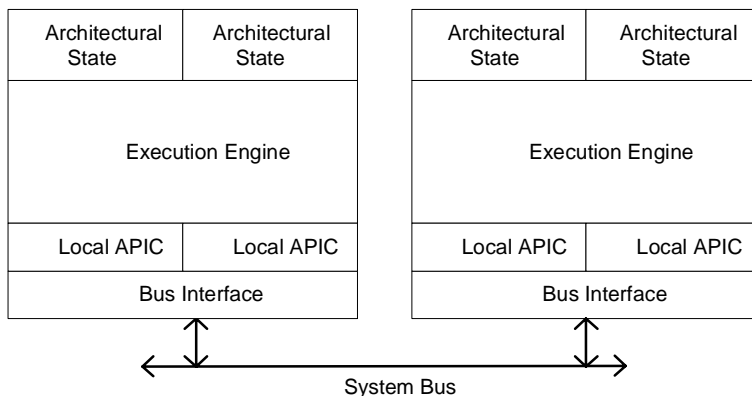 Architectural State
Architectural State
Architectural State
Architectural State
Execution Engine
Execution Engine
Local APIC
Local APIC
Local APIC
Local APIC
Bus Interface
Bus Interface
System Bus